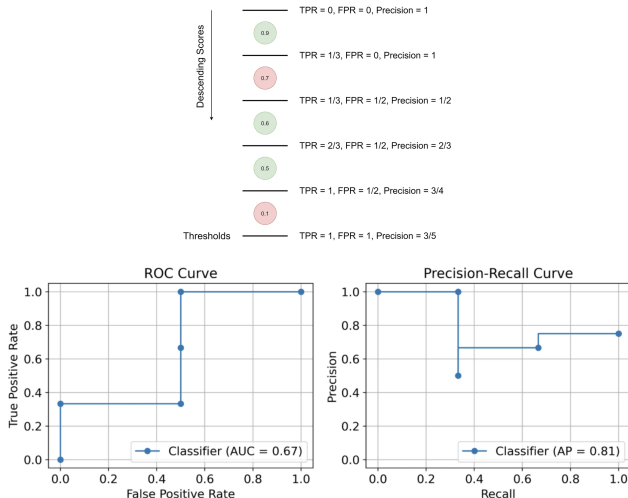 TPR = 0, FPR = 0, Precision = 1
0.9
TPR = 1/3, FPR = 0, Precision = 1
Descending Scores
0.7
TPR = 1/3, FPR = 1/2, Precision = 1/2
0.6
TPR = 2/3, FPR = 1/2, Precision = 2/3
0.5
TPR = 1, FPR = 1/2, Precision = 3/4
0.1
Thresholds
TPR = 1, FPR = 1, Precision = 3/5
ROC Curve
1.0
0.8
0.6
0.4
0.2
0.0
True Positive Rate
Classifier (AUC = 0.67)
0.0 0.2 0.4 0.6 0.8 1.0
False Positive Rate
Precision-Recall Curve
1.0
0.8
0.6
0.4
0.2
0.0
Precision
Classifier (AP = 0.81)
0.0 0.2 0.4 0.6 0.8 1.0
Recall